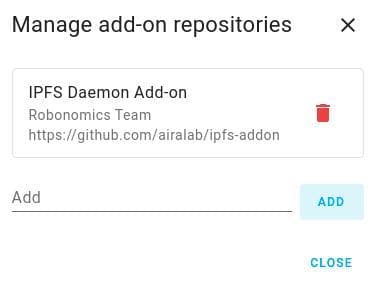 Manage add-on repositories
IPFS Daemon Add-on
Robonomics Team
https://github.com/airalab/ipfs-addon
Add
ADD
CLOSE